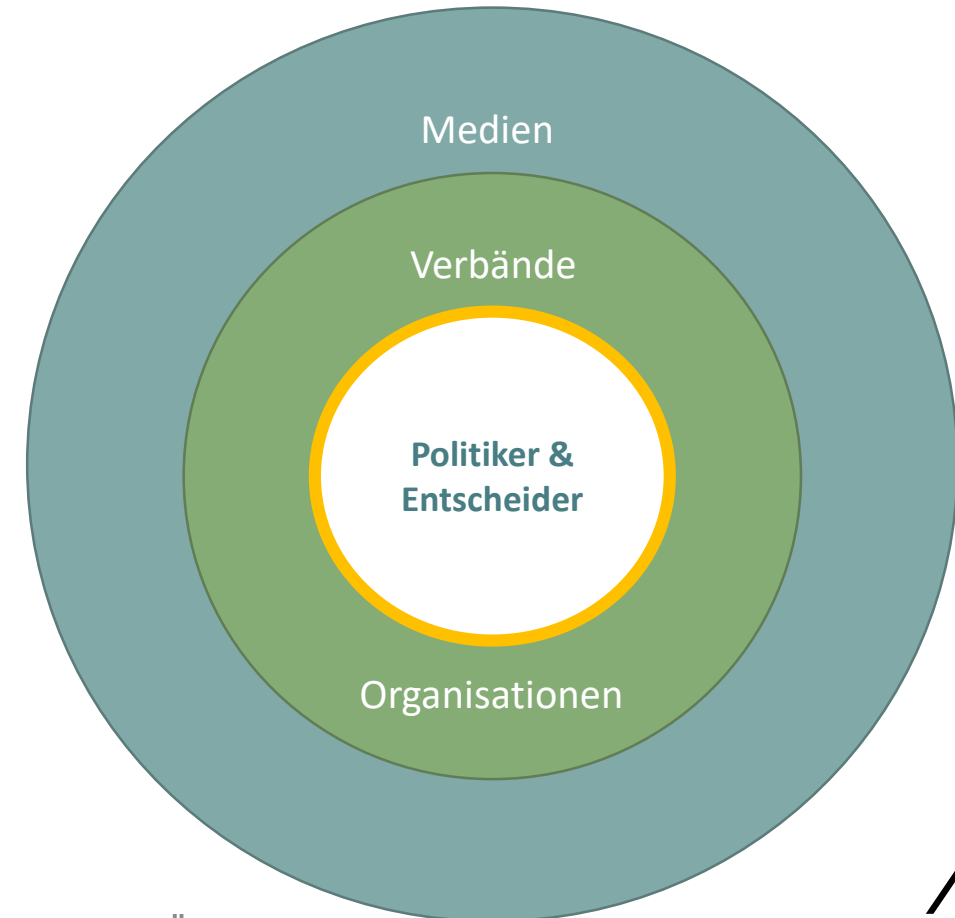 Medien
Verbände
Politiker &
Entscheider
Organisationen